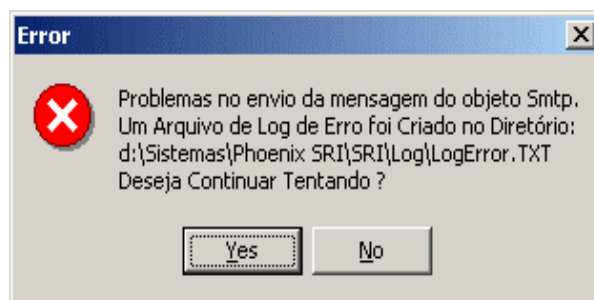 Error
Problemas no envio da mensagem do objeto Smtp.
Um Arquivo de Log de Erro foi Criado no Diretório:
d:\Sistemas\Phoenix SRI\SRI\Log\LogError.TXT
Deseja Continuar Tentando ?
Yes No